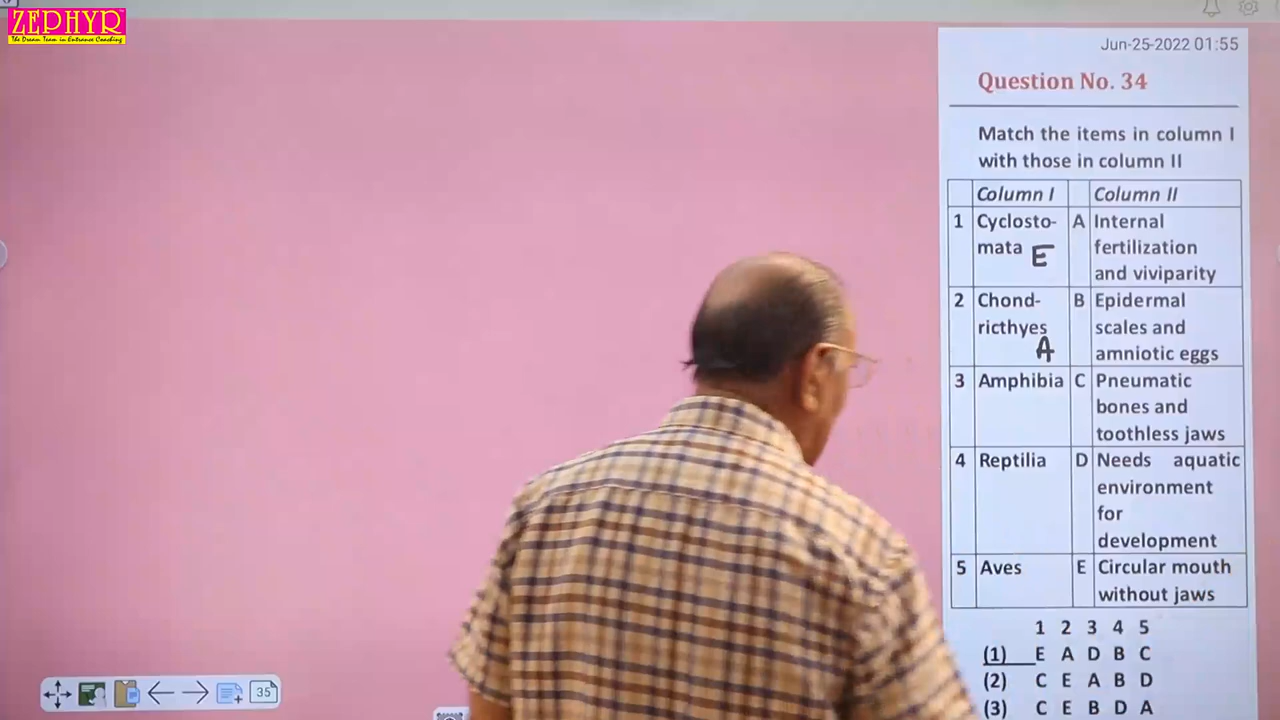 ZEPHYR
The Dream Team in Entrance Coaching
Jun-25-2022 01:55
Question No. 34
Match the items in column I
with those in column II
Column I Column II
1 Cyclosto- A Internal
mata E fertilization
and viviparity
2 Chond- B Epidermal
ricthyes scales and
A amniotic eggs
3 Amphibia C Pneumatic
bones and
toothless jaws
4 Reptilia D Needs aquatic
environment
for
development
5 Aves E Circular mouth
without jaws
1 2 3 4 5
(1) E A D B C
(2) C E A B D
(3) C E B D A
35